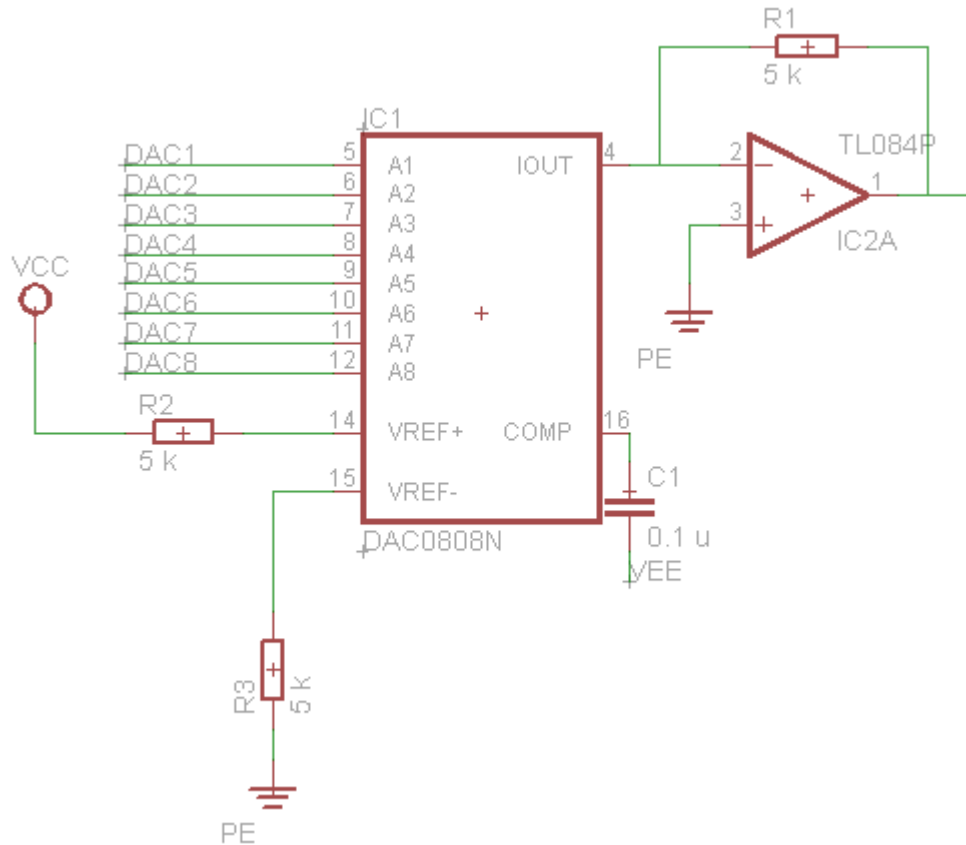 R1
5 k
IC1
DAC1 5 A1 IOUT 4
DAC2 6 A2
DAC3 7 A3
DAC4 8 A4
DAC5 9 A5
DAC6 10 A6
DAC7 11 A7
DAC8 12 A8
TL084P
2
3
1
IC2A
VCC
PE
R2
5 k
14 VREF+ COMP 16
15 VREF-
C1
0.1 u
VEE
DAC0808N
R3
5 k
PE